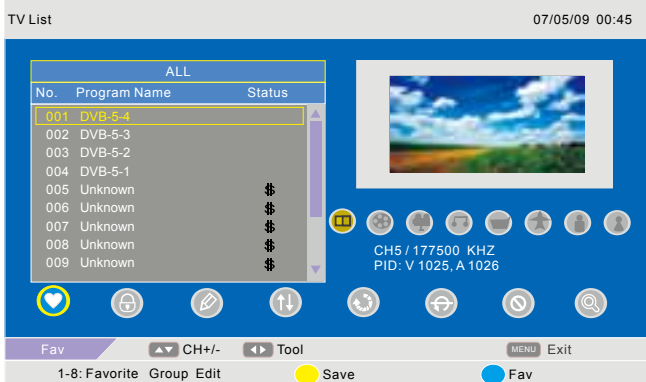 TV List 07/05/09 00:45
ALL
No. Program Name Status
001 DVB-5-4
002 DVB-5-3
003 DVB-5-2
004 DVB-5-1
005 Unknown $
006 Unknown $
007 Unknown $
008 Unknown $
009 Unknown $
CH5 / 177500 KHZ
PID: V 1025, A 1026
Fav CH+/- Tool MENU Exit
1-8: Favorite Group Edit Save Fav